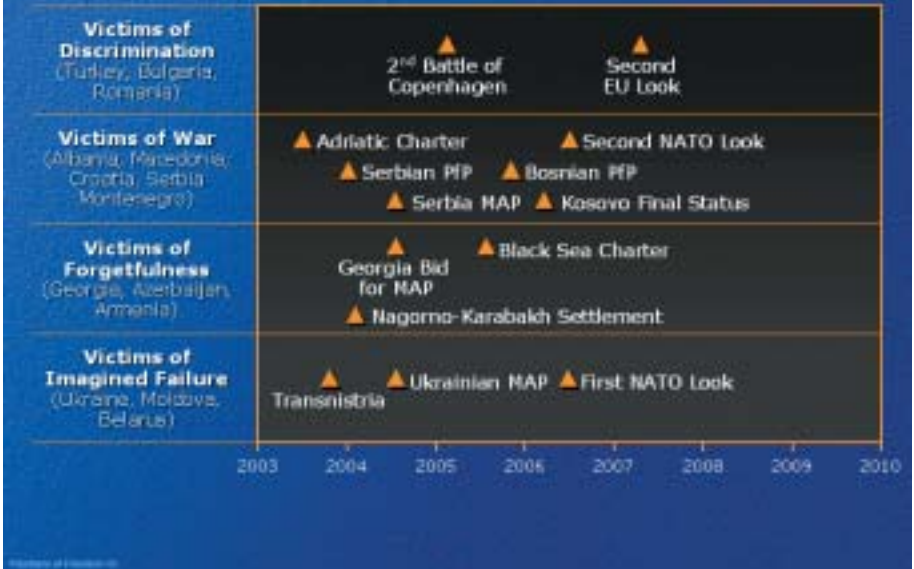 Victims of
Discrimination
(Turkey, Bulgaria,
Romania)
2nd Battle of
Copenhagen
Second
EU Look
Victims of War
(Albania, Macedonia,
Croatia, Serbia
Montenegro)
Adriatic Charter
Second NATO Look
Serbian PfP
Bosnian PfP
Serbia MAP
Kosovo Final Status
Victims of
Forgetfulness
(Georgia, Azerbaijan,
Armenia)
Georgia Bid
for MAP
Black Sea Charter
Nagorno-Karabakh Settlement
Victims of
Imagined Failure
(Ukraine, Moldova,
Belarus)
Transnistria
Ukrainian MAP
First NATO Look
2003 2004 2005 2006 2007 2008 2009 2010